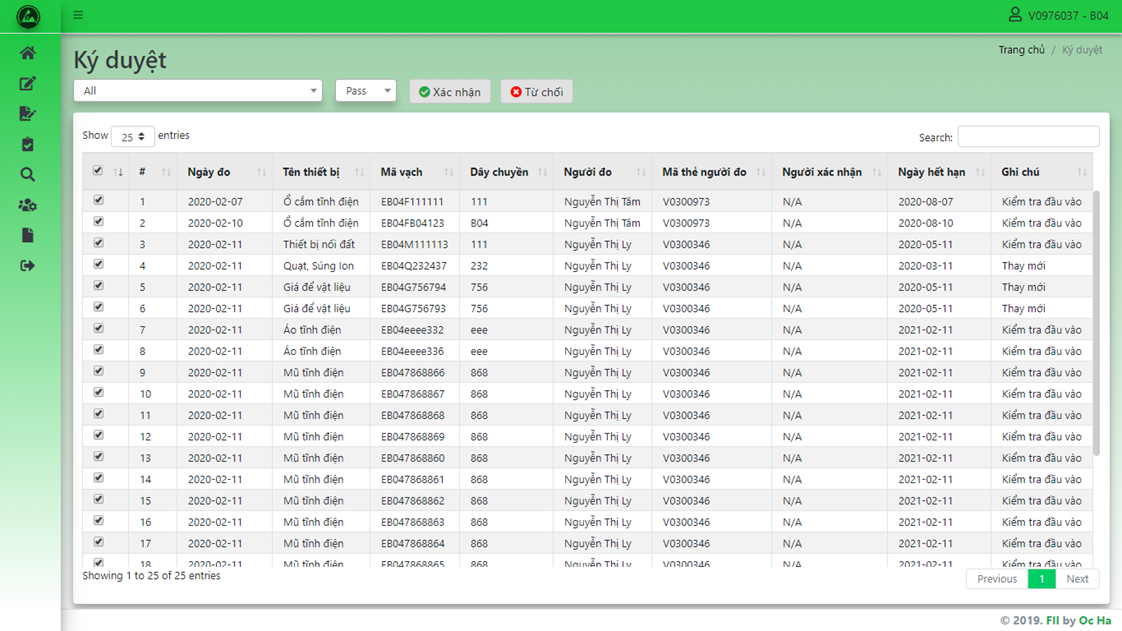 V0976037 - B04
Ký duyệt
Trang chủ / Ký duyệt
All Pass Xác nhận Từ chối
Show 25 entries
Search:
# Ngày đo Tên thiết bị Mã vạch Dây chuyền Người đo Mã thẻ người đo Người xác nhận Ngày hết hạn Ghi chú
1 2020-02-07 Ổ cắm tĩnh điện EB04F111111 111 Nguyễn Thị Tâm V0300973 N/A 2020-08-07 Kiểm tra đầu vào
2 2020-02-10 Ổ cắm tĩnh điện EB04FB04123 B04 Nguyễn Thị Tâm V0300973 N/A 2020-08-10 Kiểm tra đầu vào
3 2020-02-11 Thiết bị nối đất EB04M111113 111 Nguyễn Thị Ly V0300346 N/A 2020-05-11 Kiểm tra đầu vào
4 2020-02-11 Quạt, Súng Ion EB04Q232437 232 Nguyễn Thị Ly V0300346 N/A 2020-03-11 Thay mới
5 2020-02-11 Giá để vật liệu EB04G756794 756 Nguyễn Thị Ly V0300346 N/A 2020-05-11 Thay mới
6 2020-02-11 Giá để vật liệu EB04G756793 756 Nguyễn Thị Ly V0300346 N/A 2020-05-11 Thay mới
7 2020-02-11 Áo tĩnh điện EB04eeee332 eee Nguyễn Thị Ly V0300346 N/A 2021-02-11 Kiểm tra đầu vào
8 2020-02-11 Áo tĩnh điện EB04eeee336 eee Nguyễn Thị Ly V0300346 N/A 2021-02-11 Kiểm tra đầu vào
9 2020-02-11 Mũ tĩnh điện EB047868866 868 Nguyễn Thị Ly V0300346 N/A 2021-02-11 Kiểm tra đầu vào
10 2020-02-11 Mũ tĩnh điện EB047868867 868 Nguyễn Thị Ly V0300346 N/A 2021-02-11 Kiểm tra đầu vào
11 2020-02-11 Mũ tĩnh điện EB047868868 868 Nguyễn Thị Ly V0300346 N/A 2021-02-11 Kiểm tra đầu vào
12 2020-02-11 Mũ tĩnh điện EB047868869 868 Nguyễn Thị Ly V0300346 N/A 2021-02-11 Kiểm tra đầu vào
13 2020-02-11 Mũ tĩnh điện EB047868860 868 Nguyễn Thị Ly V0300346 N/A 2021-02-11 Kiểm tra đầu vào
14 2020-02-11 Mũ tĩnh điện EB047868861 868 Nguyễn Thị Ly V0300346 N/A 2021-02-11 Kiểm tra đầu vào
15 2020-02-11 Mũ tĩnh điện EB047868862 868 Nguyễn Thị Ly V0300346 N/A 2021-02-11 Kiểm tra đầu vào
16 2020-02-11 Mũ tĩnh điện EB047868863 868 Nguyễn Thị Ly V0300346 N/A 2021-02-11 Kiểm tra đầu vào
17 2020-02-11 Mũ tĩnh điện EB047868864 868 Nguyễn Thị Ly V0300346 N/A 2021-02-11 Kiểm tra đầu vào
18 2020-02-11 Mũ tĩnh điện EB047868865 868 Nguyễn Thị Ly V0300346 N/A 2021-02-11 Kiểm tra đầu vào
Showing 1 to 25 of 25 entries
Previous 1 Next
© 2019. FII by Oc Ha